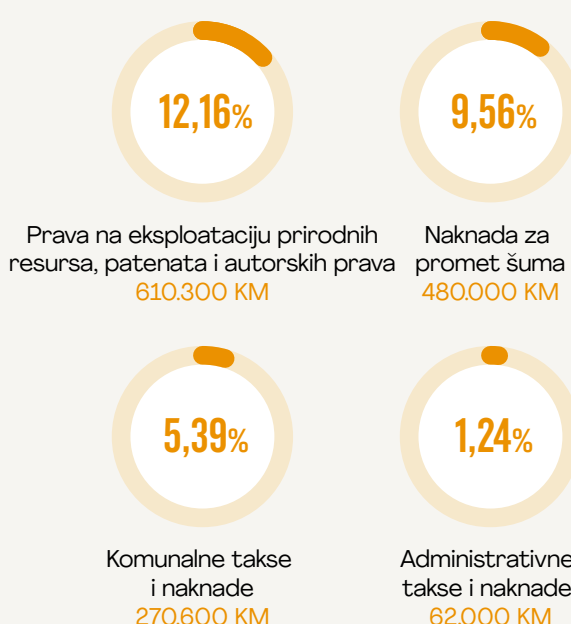 12,16%
Prava na eksploataciju prirodnih
resursa, patenata i autorskih prava
610.300 KM
9,56%
Naknada za
promet šuma
480.000 KM
5,39%
Komunalne takse
i naknade
270.600 KM
1,24%
Administrativne
takse i naknade
62.000 KM